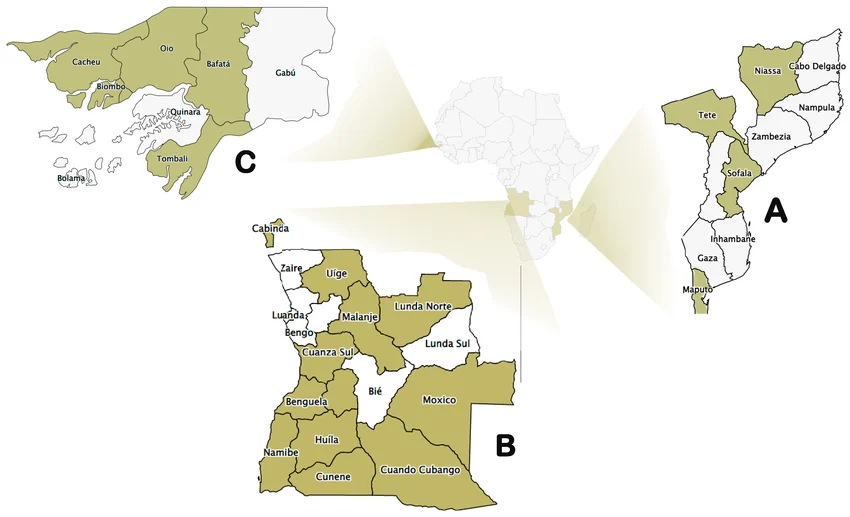 Cacheu
Oio
Bafatá
Gabú
Biombo
Quinara
Tombali
Bolama
C
Niassa
Cabo Delgado
Tete
Nampula
Zambezia
Sofala
A
Inhambane
Gaza
Maputo
Cabinda
Zaire
Uíge
Luanda
Bengo
Malanje
Lunda Norte
Lunda Sul
Cuanza Sul
Bié
Benguela
Moxico
Huíla
Namibe
Cunene
Cuando Cubango
B